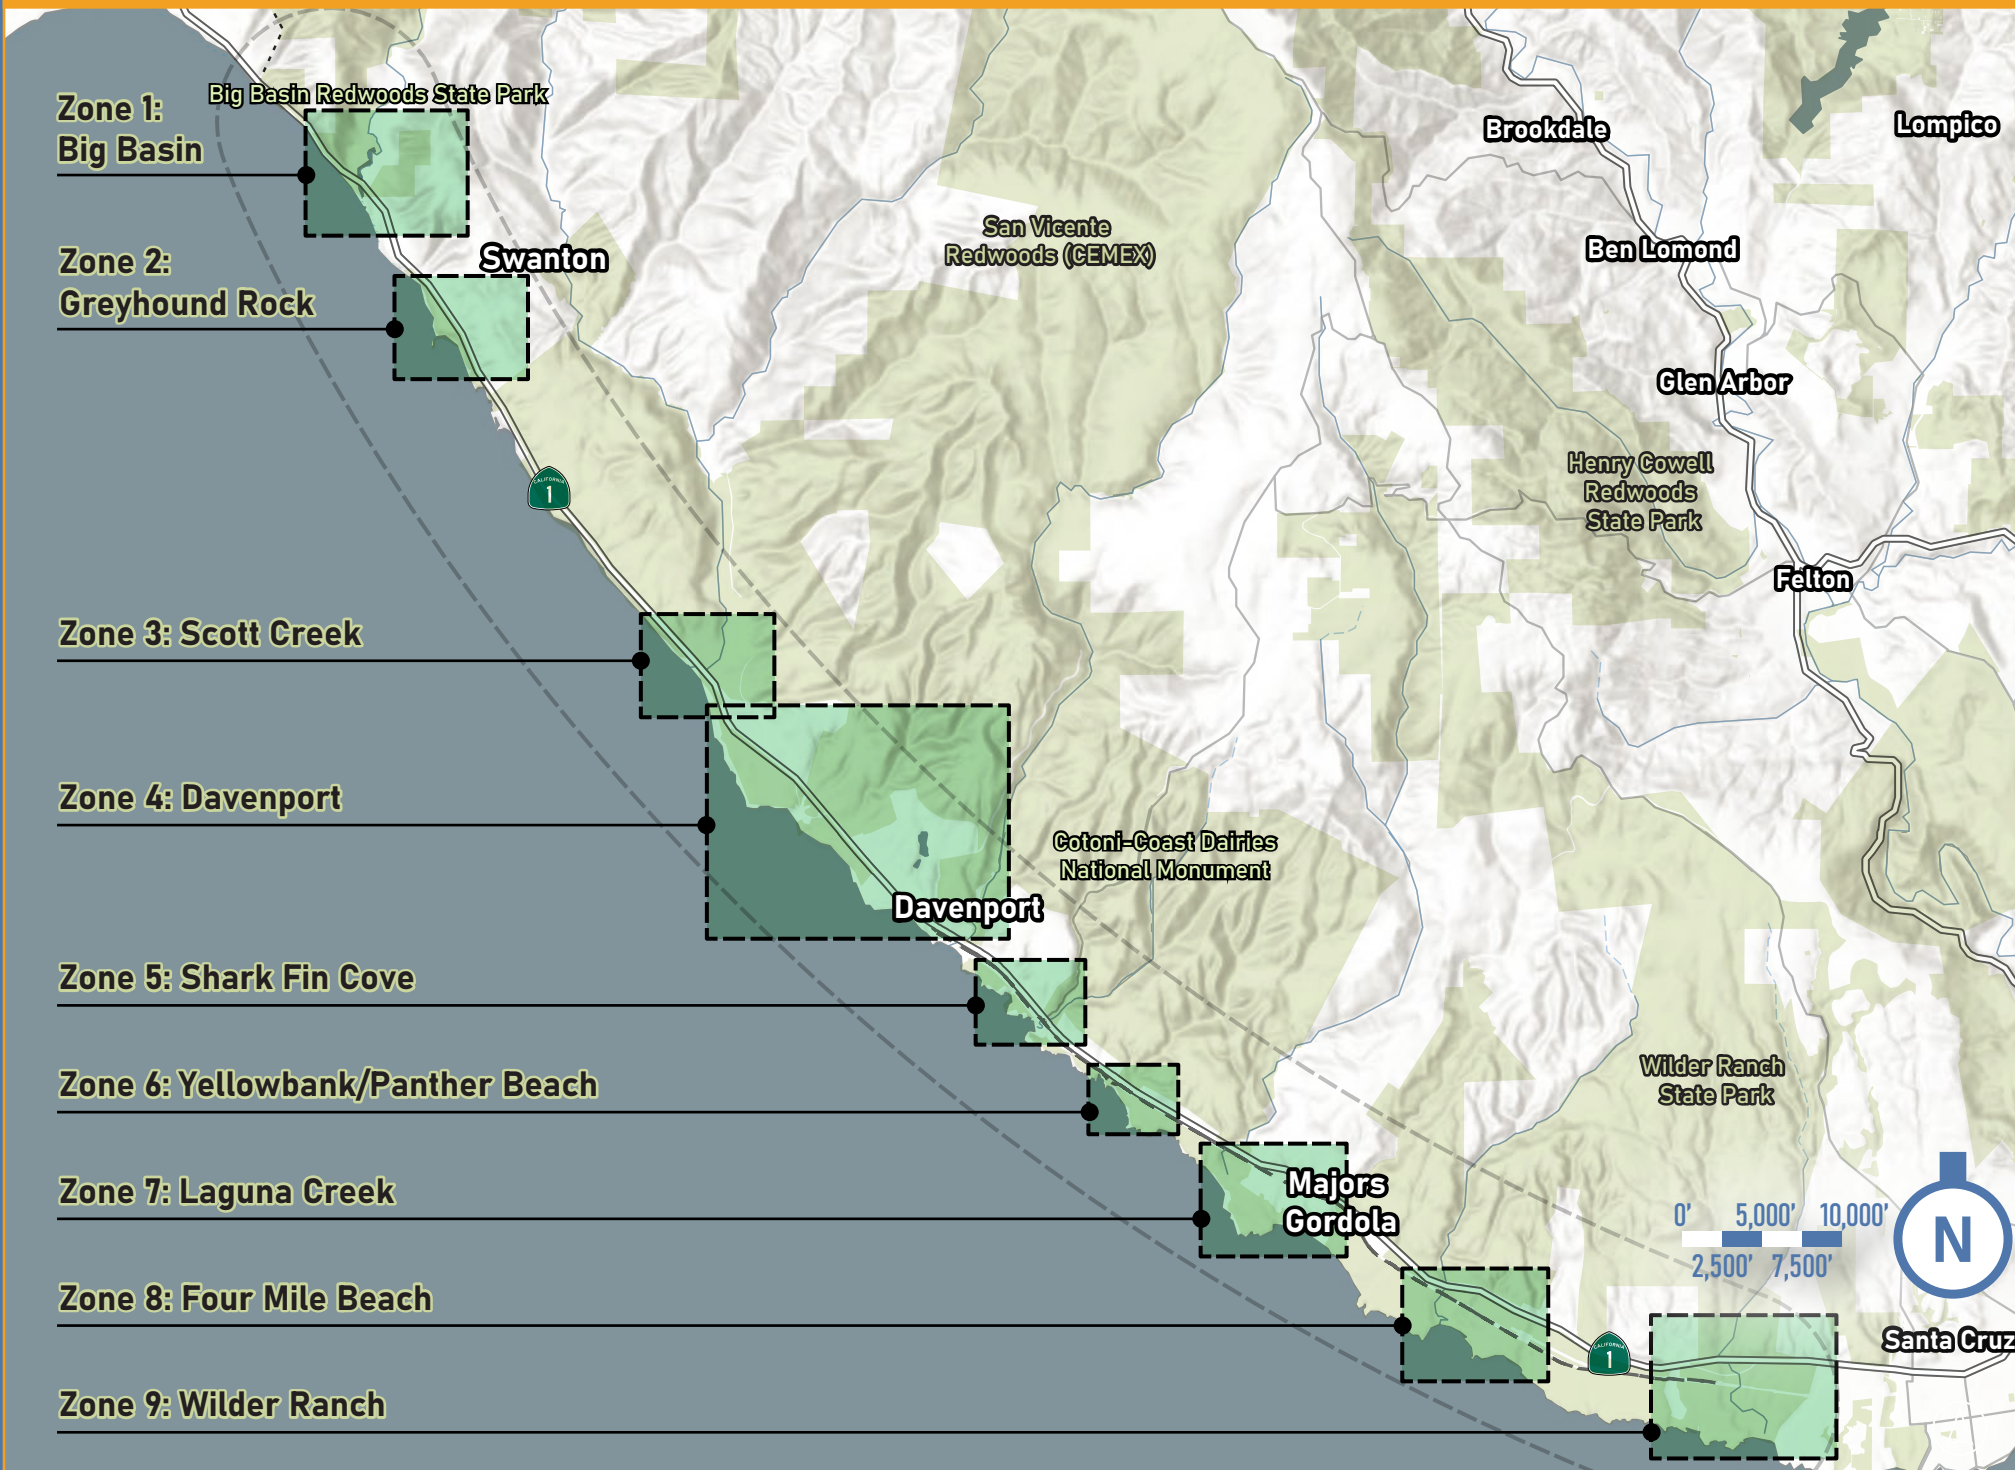 Zone 1:
Big Basin
Big Basin Redwoods State Park
Brookdale
Lompico
San Vicente
Redwoods (CEMEX)
Ben Lomond
Zone 2:
Greyhound Rock
Swanton
Glen Arbor
CALIFORNIA
1
Henry Cowell
Redwoods
State Park
Felton
Zone 3: Scott Creek
Zone 4: Davenport
Cotoni-Coast Dairies
National Monument
Davenport
Zone 5: Shark Fin Cove
Zone 6: Yellowbank/Panther Beach
Wilder Ranch
State Park
Zone 7: Laguna Creek
Majors
Gordola
0' 5,000' 10,000'
2,500' 7,500'
N
Zone 8: Four Mile Beach
CALIFORNIA
1
Santa Cruz
Zone 9: Wilder Ranch